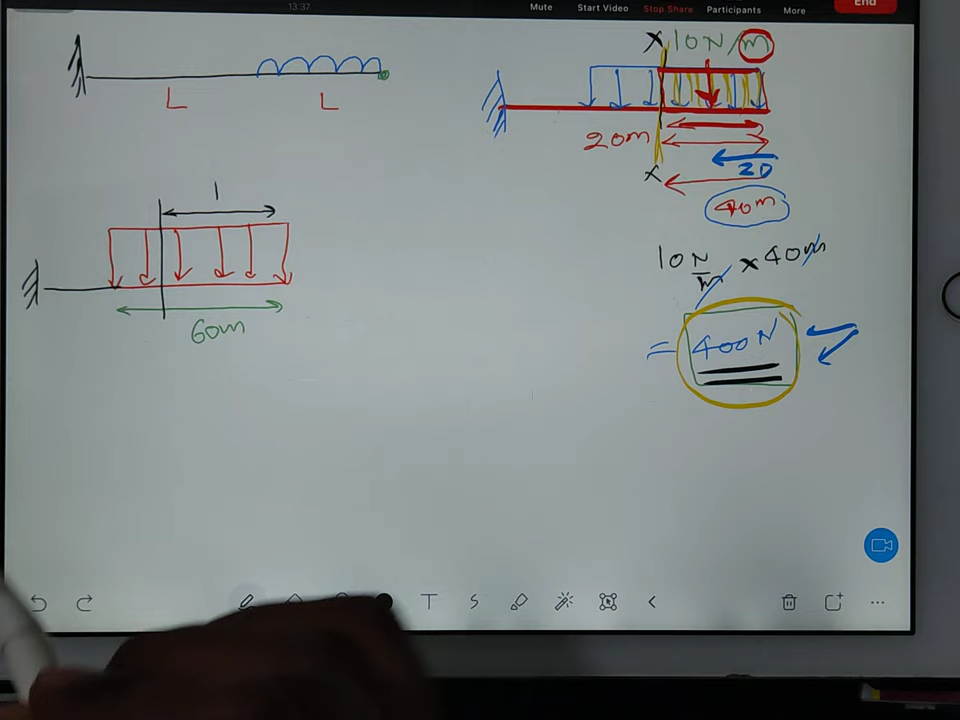 13:37
Mute Start Video Stop Share Participants More End
L L
X 10 N/m
20m
20
X
40m
1
60m
10 N/m x 40m
= 400 N
T